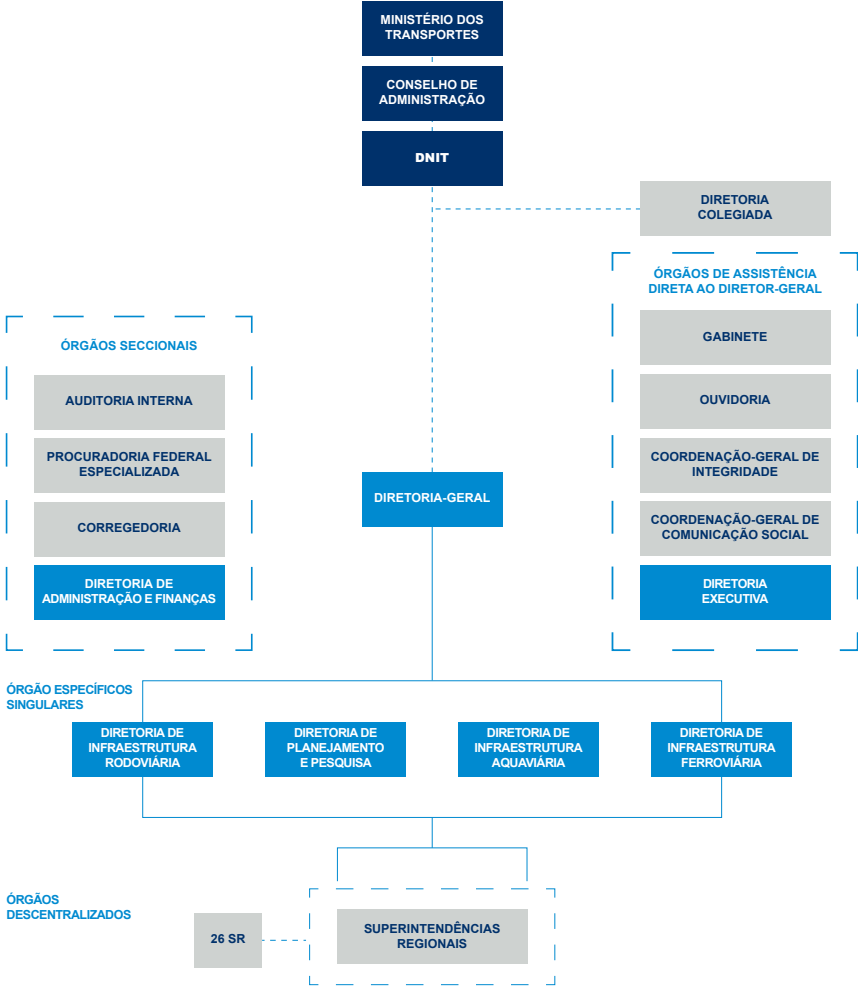 MINISTÉRIO DOS
TRANSPORTES
CONSELHO DE
ADMINISTRAÇÃO
DNIT
DIRETORIA
COLEGIADA
ÓRGÃOS DE ASSISTÊNCIA
DIRETA AO DIRETOR-GERAL
GABINETE
OUVIDORIA
COORDENAÇÃO-GERAL DE
INTEGRIDADE
COORDENAÇÃO-GERAL DE
COMUNICAÇÃO SOCIAL
DIRETORIA
EXECUTIVA
ÓRGÃOS SECCIONAIS
AUDITORIA INTERNA
PROCURADORIA FEDERAL
ESPECIALIZADA
CORREGEDORIA
DIRETORIA DE
ADMINISTRAÇÃO E FINANÇAS
DIRETORIA-GERAL
ÓRGÃO ESPECÍFICOS
SINGULARES
DIRETORIA DE
INFRAESTRUTURA
RODOVIÁRIA
DIRETORIA DE
PLANEJAMENTO
E PESQUISA
DIRETORIA DE
INFRAESTRUTURA
AQUAVIÁRIA
DIRETORIA DE
INFRAESTRUTURA
FERROVIÁRIA
ÓRGÃOS
DESCENTRALIZADOS
26 SR
SUPERINTENDÊNCIAS
REGIONAIS